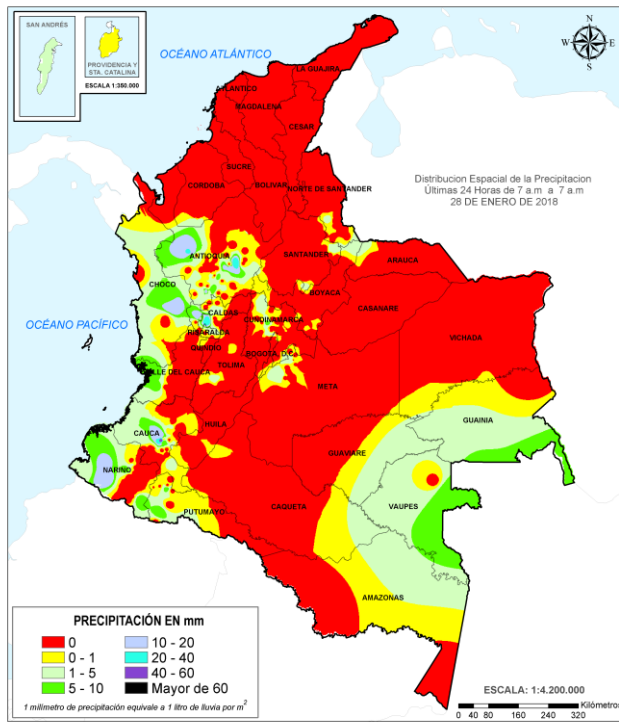 SAN ANDRÉS
PROVIDENCIA Y
STA. CATALINA
ESCALA 1:350.000
OCÉANO ATLÁNTICO
N
W
E
S
LA GUAJIRA
ATLANTICO
MAGDALENA
CESAR
SUCRE
CORDOBA
BOLIVAR
NORTE DE SANTANDER
Distribucion Espacial de la Precipitacion
Últimas 24 Horas de 7 a.m a 7 a.m
28 DE ENERO DE 2018
ANTIOQUIA
SANTANDER
ARAUCA
CHOCO
BOYACA
CASANARE
CALDAS
CUNDINAMARCA
OCÉANO PACÍFICO
RISARALDA
VICHADA
QUINDIO
BOGOTA, D.C.
TOLIMA
VALLE DEL CAUCA
META
GUAINIA
CAUCA
HUILA
GUAVIARE
NARIÑO
VAUPES
CAQUETA
PUTUMAYO
AMAZONAS
PRECIPITACIÓN EN mm
0
10 - 20
0 - 1
20 - 40
1 - 5
40 - 60
5 - 10
Mayor de 60
1 milimetro de precipitación equivale a 1 litro de lluvia por m²
ESCALA: 1:4.200.000
Kilómetros
0 40 80 160 240 320